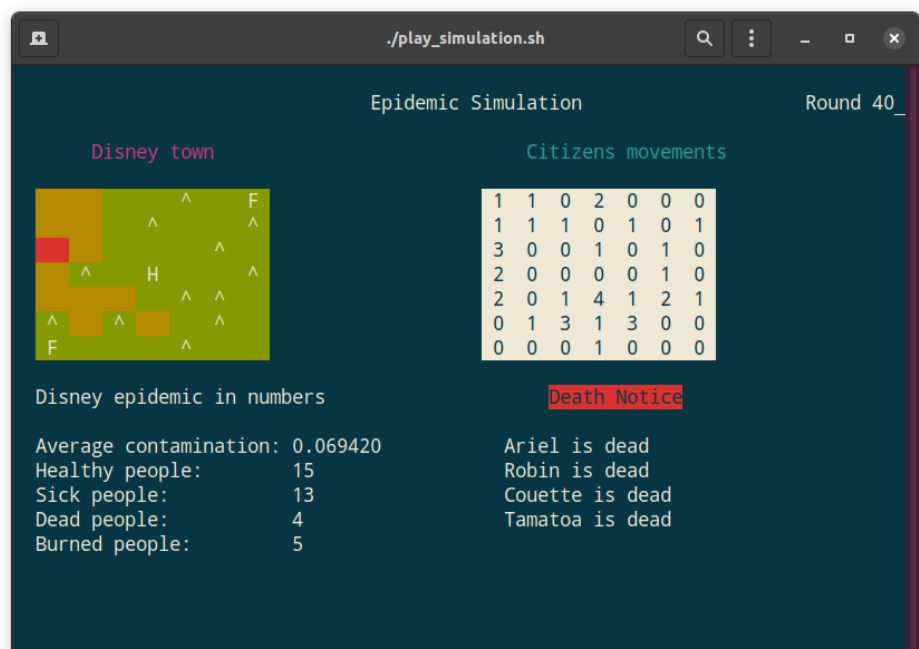 ./play_simulation.sh
Epidemic Simulation Round 40_
Disney town Citizens movements
^ F 1 1 0 2 0 0 0
^ ^ 1 1 1 0 1 0 1
^ 3 0 0 1 0 1 0
^ H ^ 2 0 0 0 0 1 0
^ ^ 2 0 1 4 1 2 1
^ ^ ^ 0 1 3 1 3 0 0
F ^ 0 0 0 1 0 0 0
Disney epidemic in numbers Death Notice
Average contamination: 0.069420 Ariel is dead
Healthy people: 15 Robin is dead
Sick people: 13 Couette is dead
Dead people: 4 Tamatoa is dead
Burned people: 5